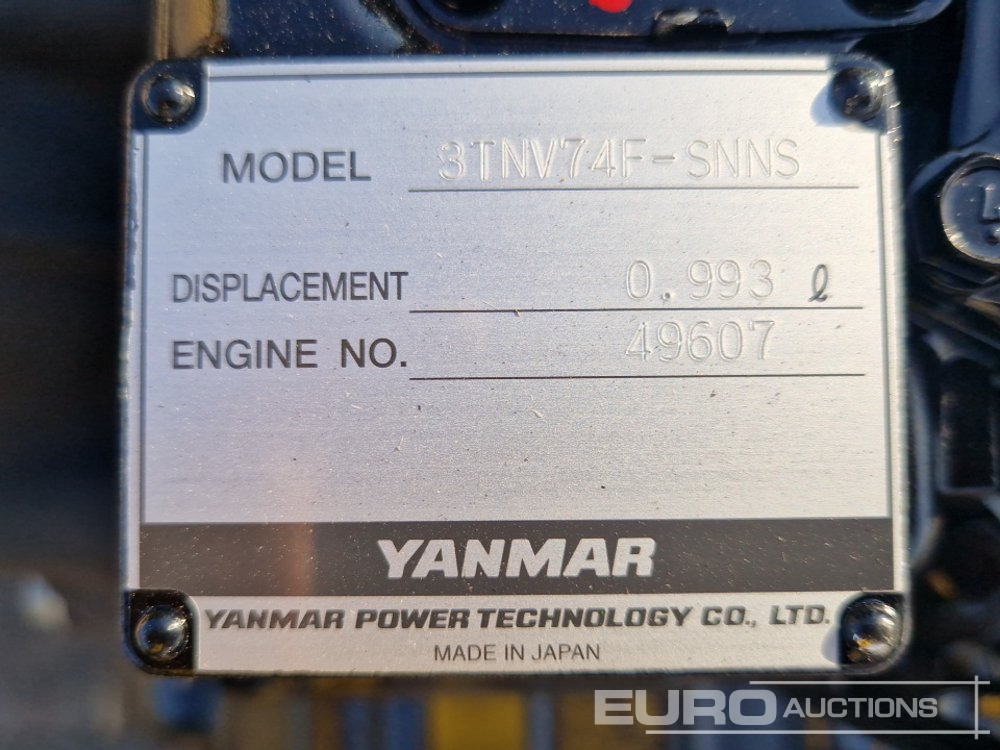 MODEL 3TNV74F-SNNS
DISPLACEMENT 0.993 ℓ
ENGINE NO. 49607
YANMAR
YANMAR POWER TECHNOLOGY CO., LTD.
MADE IN JAPAN
EURO AUCTIONS